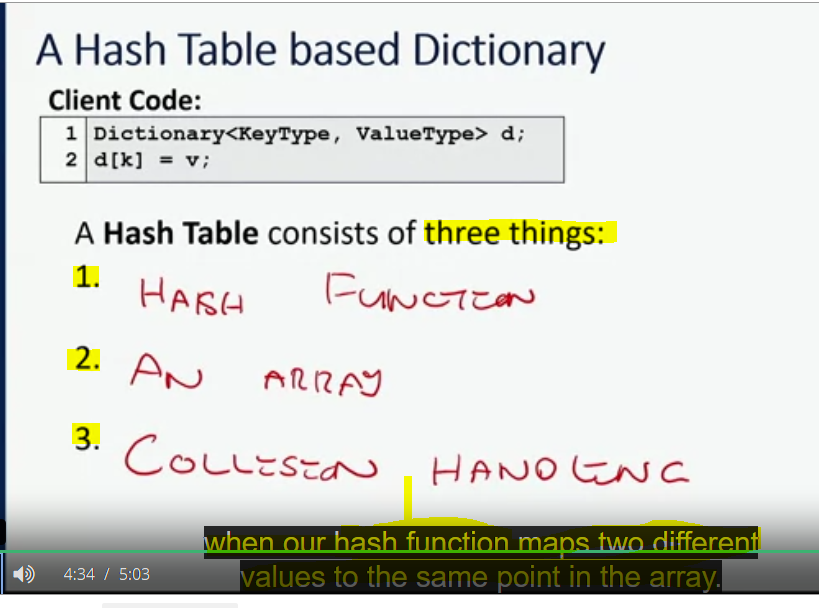 A Hash Table based Dictionary
Client Code:
1 Dictionary<KeyType, ValueType> d;
2 d[k] = v;
A Hash Table consists of three things:
1. HASH FUNCTION
2. AN ARRAY
3. COLLISION HANDLING
when our hash function maps two different
values to the same point in the array.
4:34 / 5:03